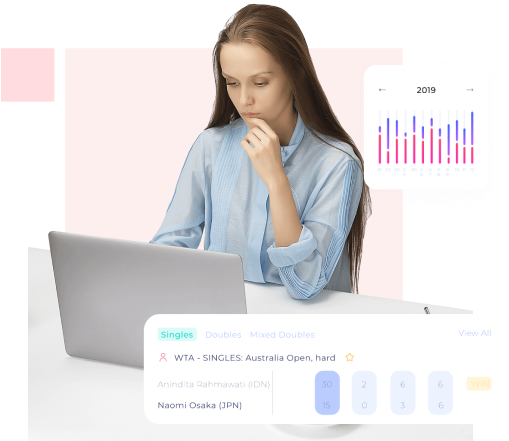 ← 2019 →
Singles Doubles Mixed Doubles View All
WTA - SINGLES: Australia Open, hard
Anindita Rahmawati (IDN) 30 2 6 6
Naomi Osaka (JPN) 15 0 3 6